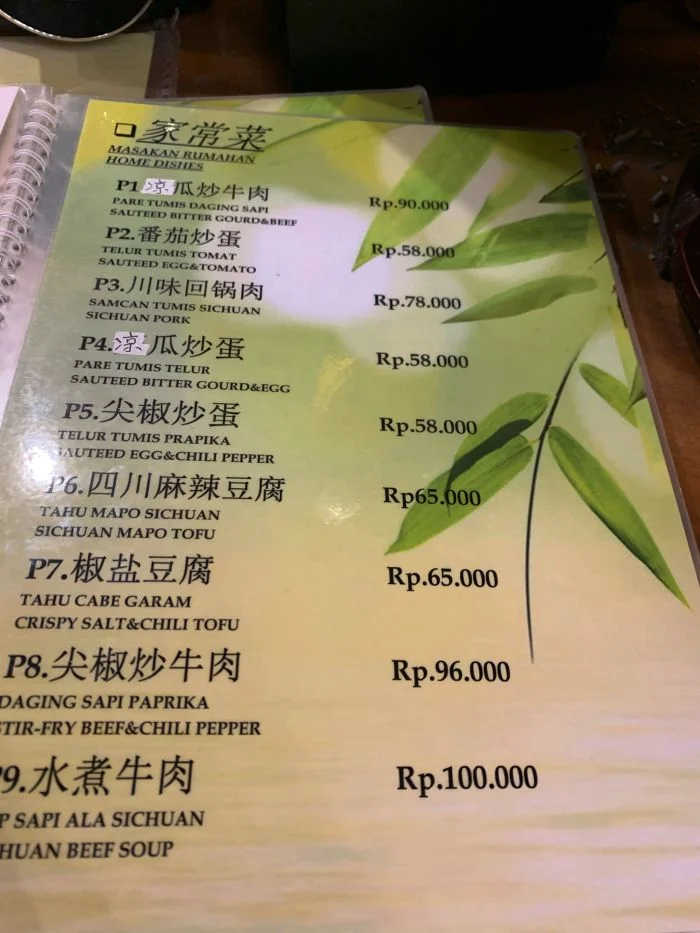 家常菜
MASAKAN RUMAHAN
HOME DISHES
P1 凉瓜炒牛肉 Rp.90.000
PARE TUMIS DAGING SAPI
SAUTEED BITTER GOURD&BEEF
P2.番茄炒蛋 Rp.58.000
TELUR TUMIS TOMAT
SAUTEED EGG&TOMATO
P3.川味回锅肉 Rp.78.000
SAMCAN TUMIS SICHUAN
SICHUAN PORK
P4.凉瓜炒蛋 Rp.58.000
PARE TUMIS TELUR
SAUTEED BITTER GOURD&EGG
P5.尖椒炒蛋 Rp.58.000
TELUR TUMIS PRAPIKA
SAUTEED EGG&CHILI PEPPER
P6.四川麻辣豆腐 Rp65.000
TAHU MAPO SICHUAN
SICHUAN MAPO TOFU
P7.椒盐豆腐 Rp.65.000
TAHU CABE GARAM
CRISPY SALT&CHILI TOFU
P8.尖椒炒牛肉 Rp.96.000
DAGING SAPI PAPRIKA
STIR-FRY BEEF&CHILI PEPPER
P9.水煮牛肉 Rp.100.000
P SAPI ALA SICHUAN
HUAN BEEF SOUP